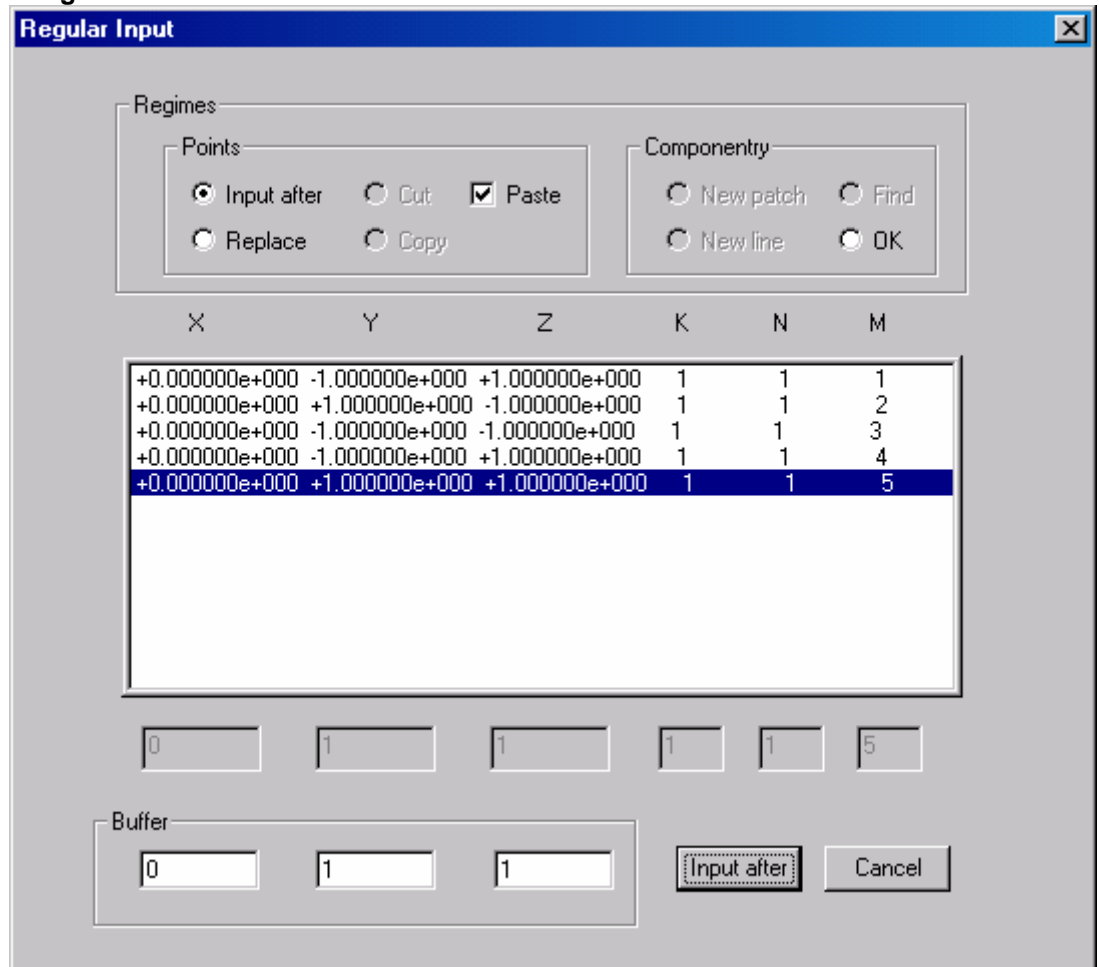 Regular Input
Regimes
Points Componentry
Input after Cut Paste New patch Find
Replace Copy New line OK
X Y Z K N M
+0.000000e+000 -1.000000e+000 +1.000000e+000 1 1 1
+0.000000e+000 +1.000000e+000 -1.000000e+000 1 1 2
+0.000000e+000 -1.000000e+000 -1.000000e+000 1 1 3
+0.000000e+000 -1.000000e+000 +1.000000e+000 1 1 4
+0.000000e+000 +1.000000e+000 +1.000000e+000 1 1 5
0 1 1 1 1 5
Buffer
0 1 1 Input after Cancel